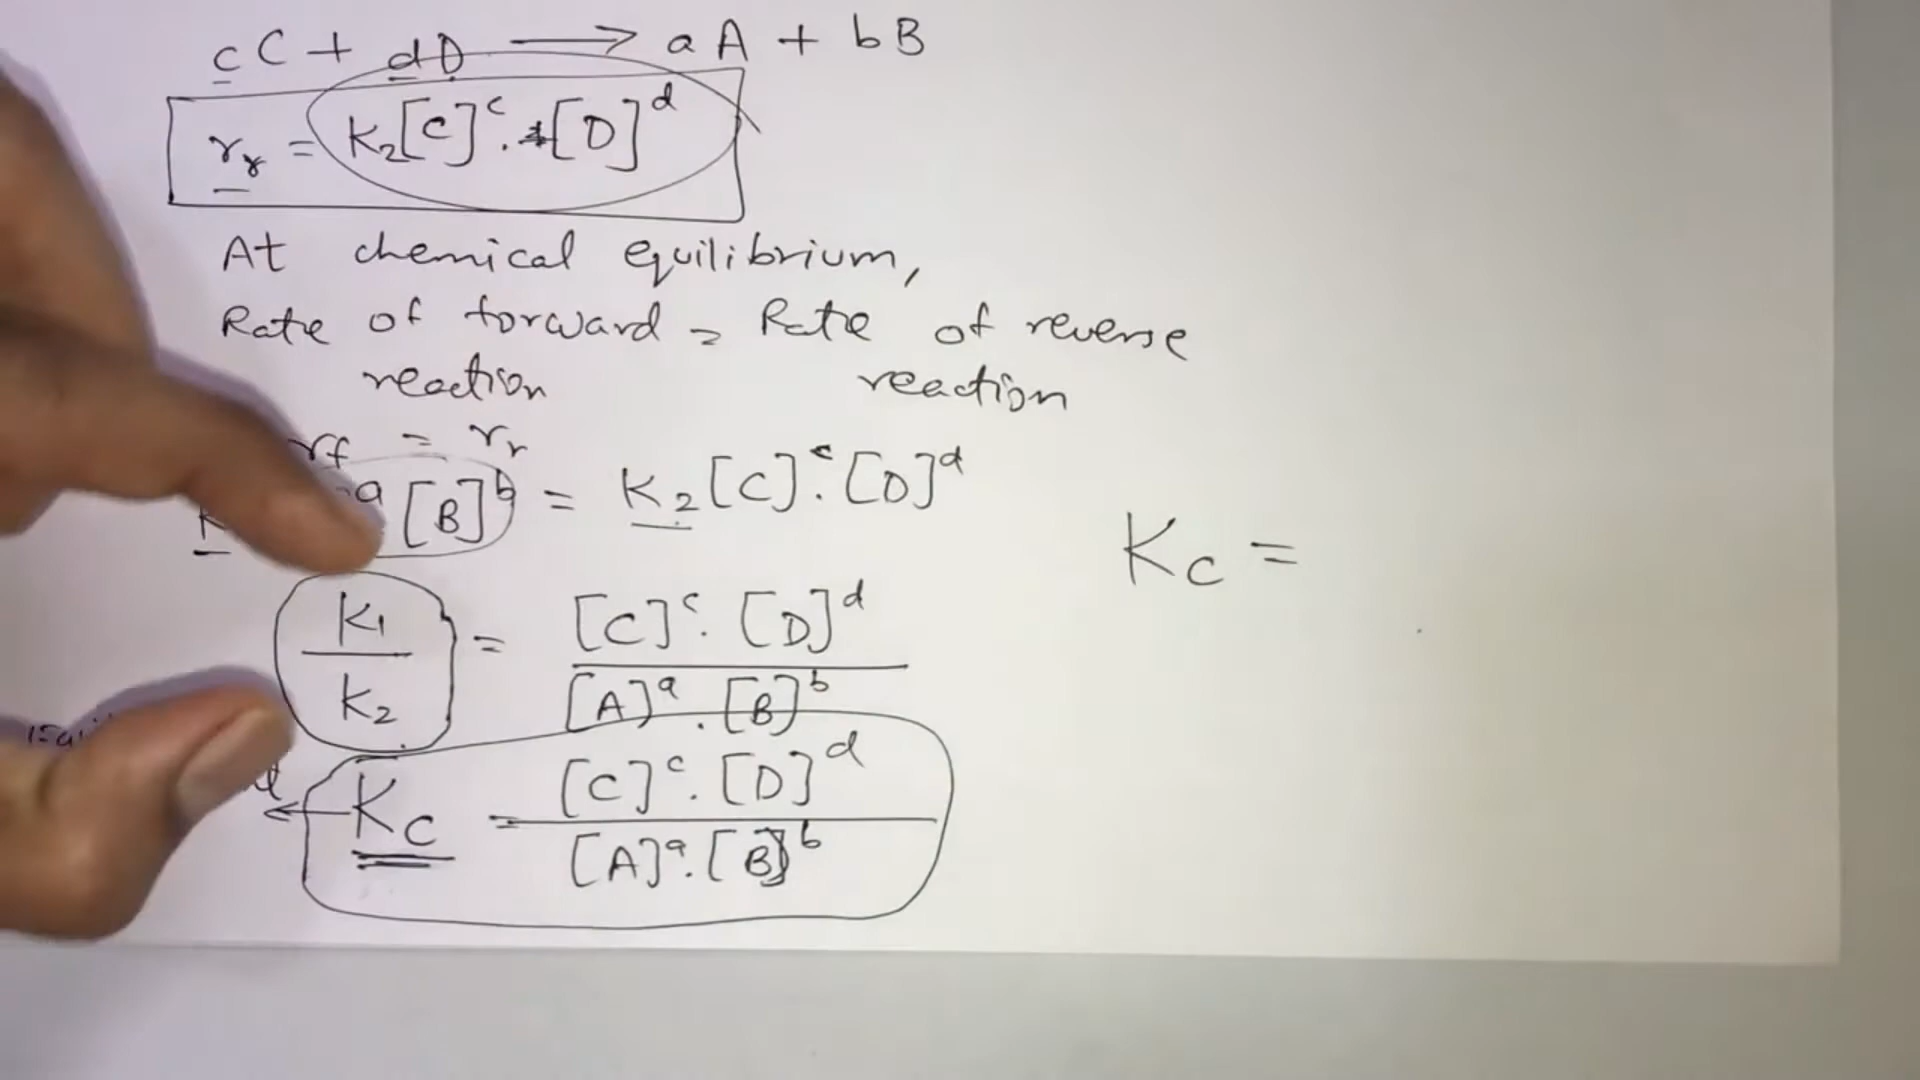 cC + dD ⟶ aA + bB
r_r = K₂[C]^c . [D]^d
At chemical equilibrium,
Rate of forward = Rate of reverse
reaction reaction
rf = r_r
a [B]^b = K₂[C]^c . [D]^d
K_C =
K₁/K₂ = [C]^c . [D]^d / [A]^a . [B]^b
K_C = [C]^c . [D]^d / [A]^a . [B]^b